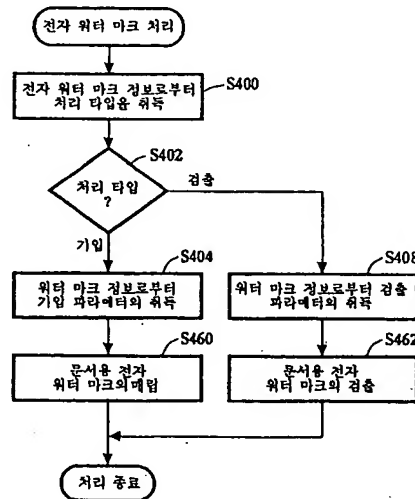 전자 워터 마크 처리
S400
전자 워터 마크 정보로부터
처리 타입을 취득
S402
처리 타입
?
검출
기입
S404
S408
워터 마크 정보로부터
기입 파라메터의 취득
워터 마크 정보로부터 검출
파라메터의 취득
S460
S462
문서용 전자
워터 마크의 매립
문서용 전자
워터 마크의 검출
처리 종료